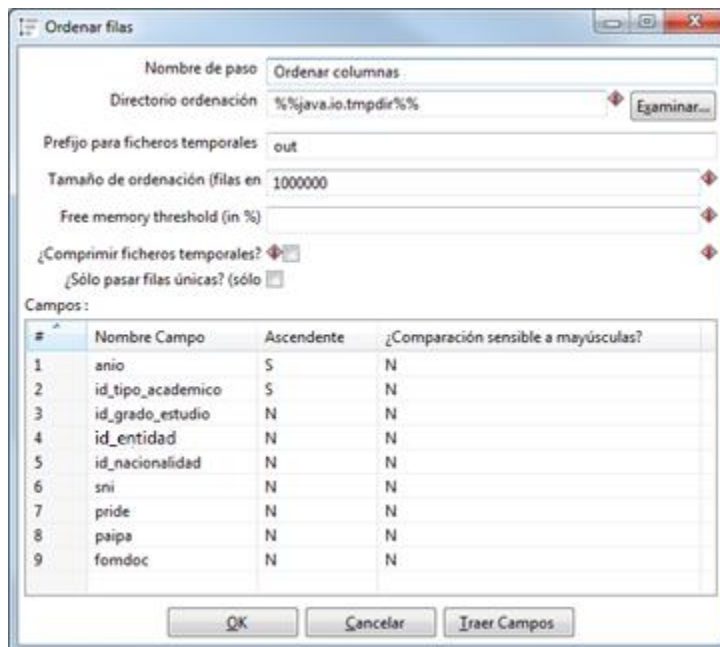 Ordenar filas
Nombre de paso Ordenar columnas
Directorio ordenación %%java.io.tmpdir%% Examinar...
Prefijo para ficheros temporales out
Tamaño de ordenación (filas en 1000000
Free memory threshold (in %)
¿Comprimir ficheros temporales?
¿Sólo pasar filas únicas? (sólo
Campos :
# Nombre Campo Ascendente ¿Comparación sensible a mayúsculas?
1 anio S N
2 id_tipo_academico S N
3 id_grado_estudio N N
4 id_entidad N N
5 id_nacionalidad N N
6 sni N N
7 pride N N
8 paipa N N
9 fomdoc N N
OK Cancelar Traer Campos